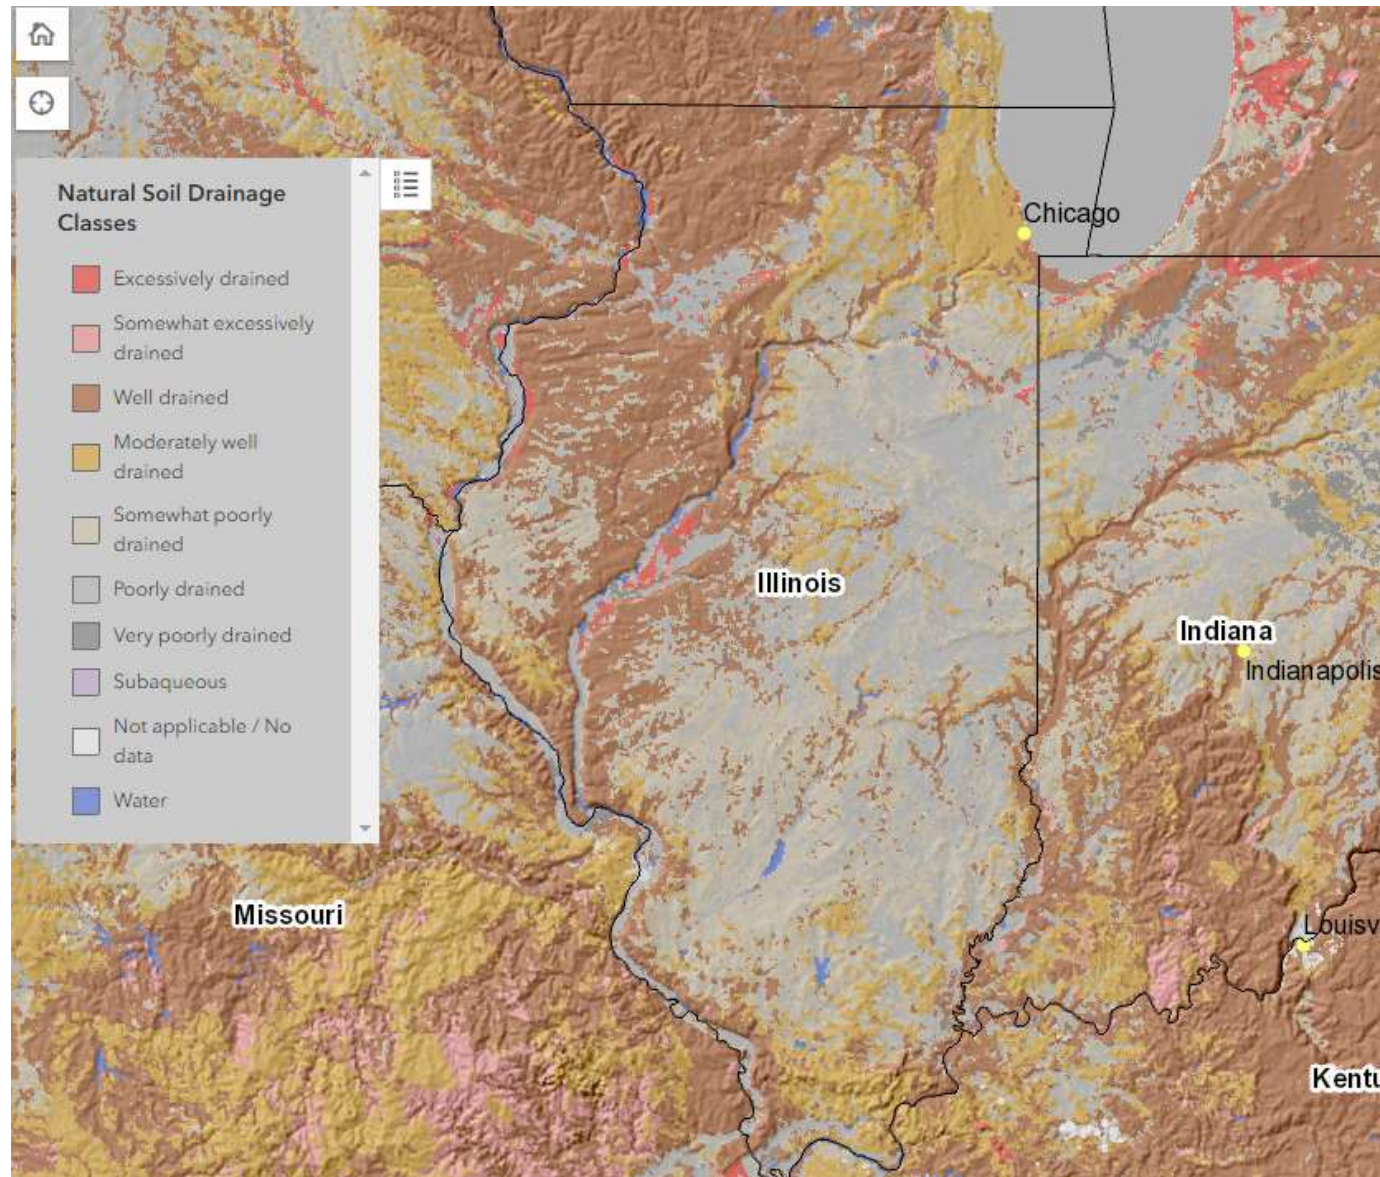 Natural Soil Drainage
Classes
Excessively drained
Somewhat excessively
drained
Well drained
Moderately well
drained
Somewhat poorly
drained
Poorly drained
Very poorly drained
Subaqueous
Not applicable / No
data
Water
Chicago
Illinois
Indiana
Indianapolis
Missouri
Louisv
Kentu